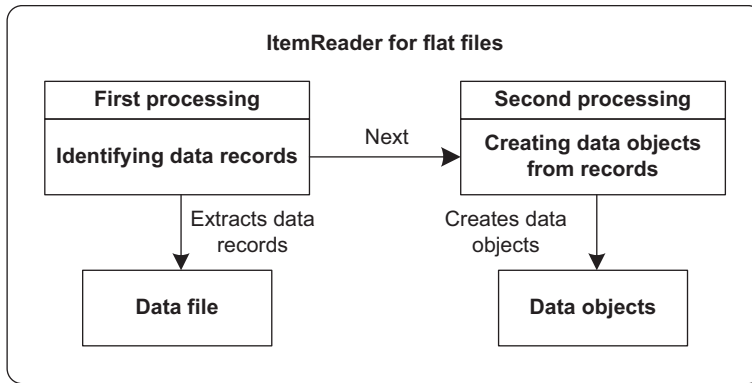 ItemReader for flat files
First processing
Identifying data records
Next
Second processing
Creating data objects
from records
Extracts data
records
Creates data
objects
Data file
Data objects